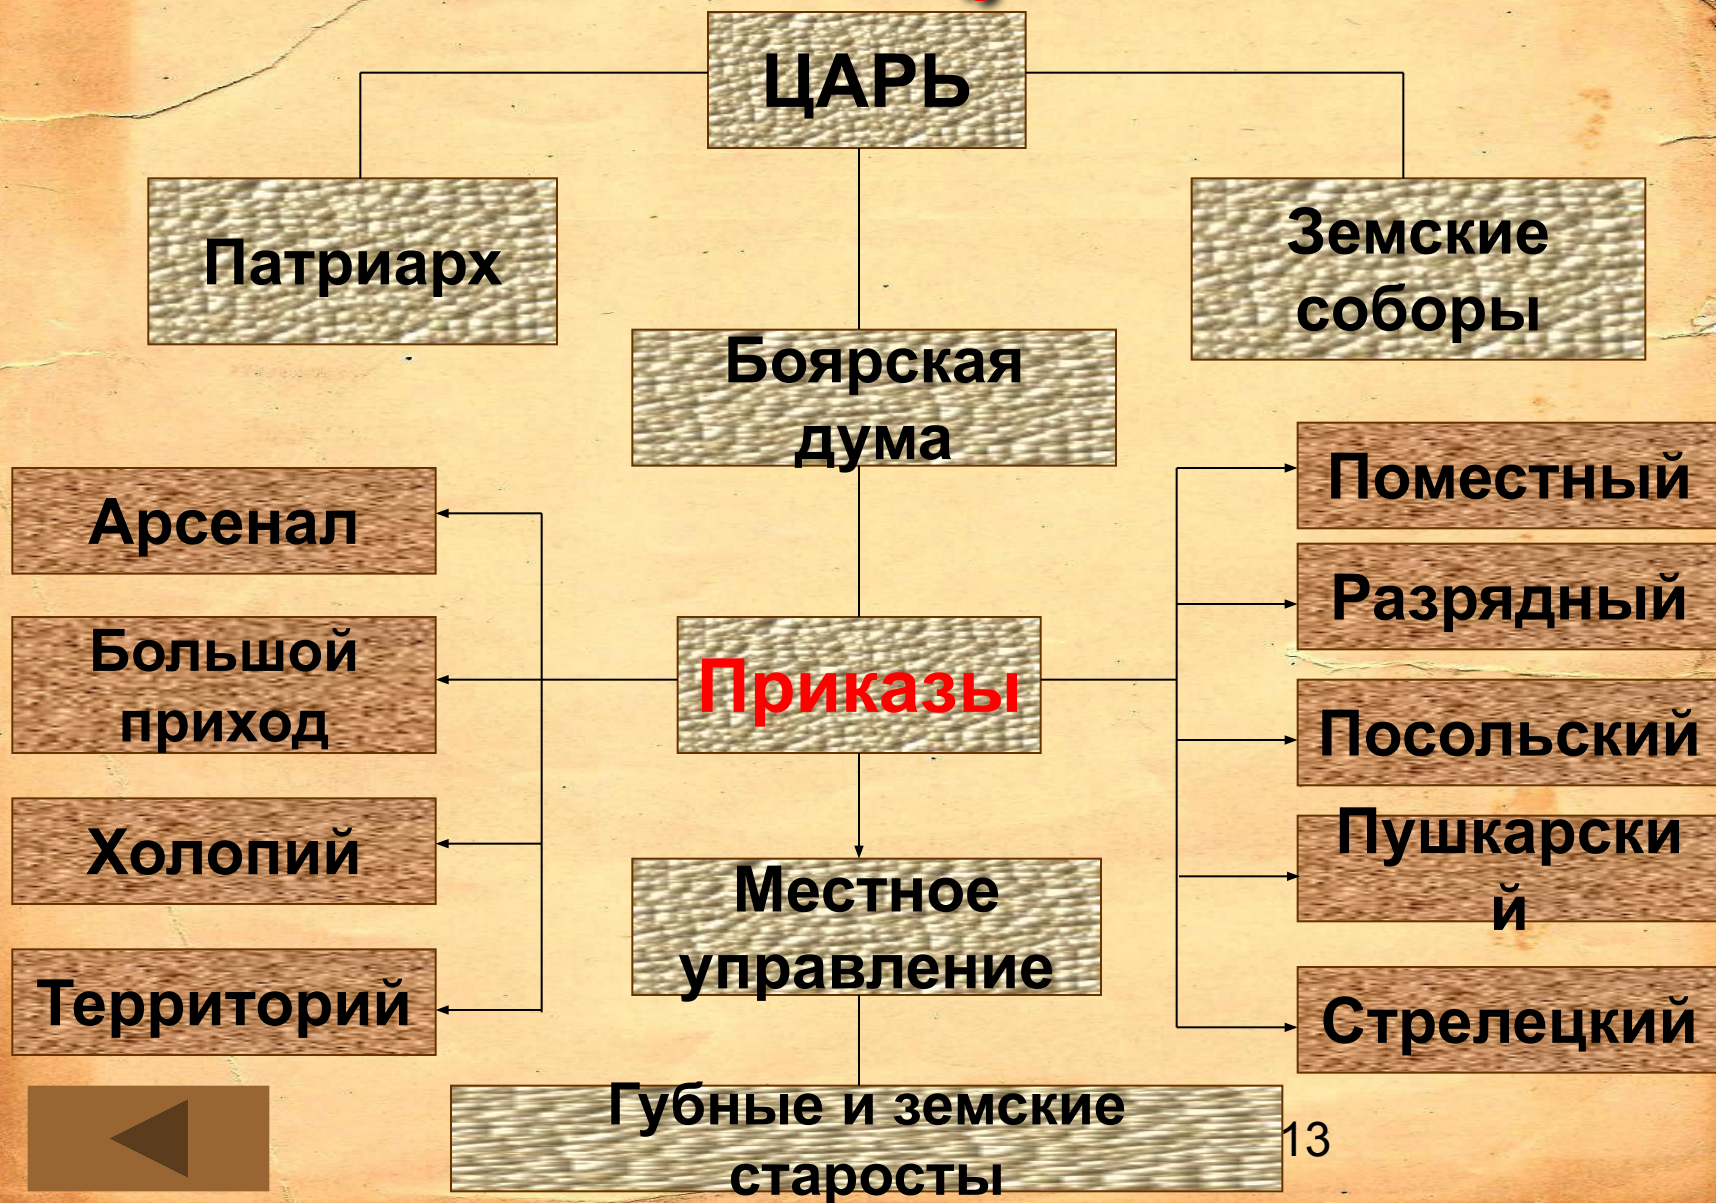 ЦАРЬ
Патриарх
Земские
соборы
Боярская
дума
Арсенал
Большой
приход
Холопий
Территорий
Приказы
Поместный
Разрядный
Посольский
Пушкарски
й
Стрелецкий
Местное
управление
Губные и земские
старосты
13